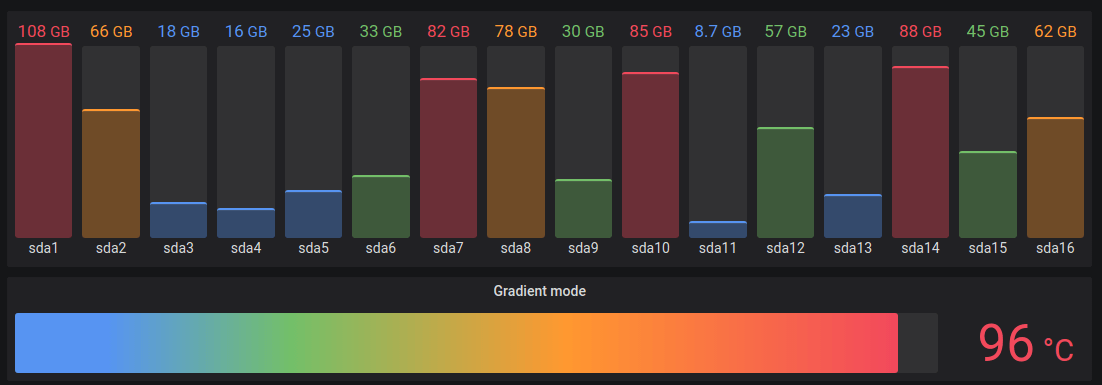 108 GB 66 GB 18 GB 16 GB 25 GB 33 GB 82 GB 78 GB 30 GB 85 GB 8.7 GB 57 GB 23 GB 88 GB 45 GB 62 GB
sda1 sda2 sda3 sda4 sda5 sda6 sda7 sda8 sda9 sda10 sda11 sda12 sda13 sda14 sda15 sda16
Gradient mode
96 °C